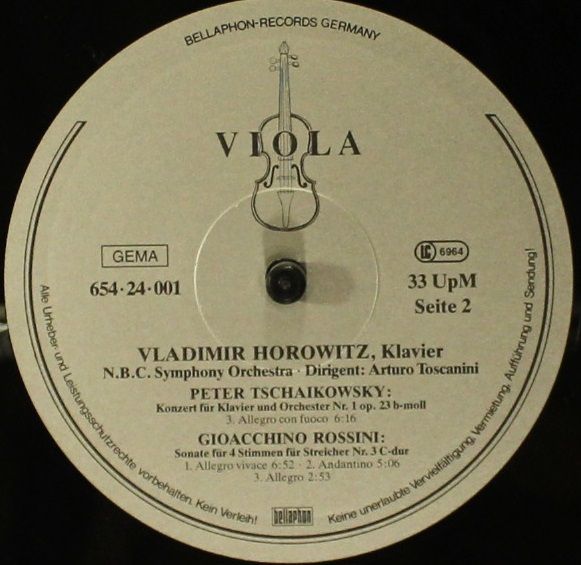 BELLAPHON-RECORDS GERMANY
VIOLA
GEMA
LC 6964
654·24·001
33 UpM
Seite 2
VLADIMIR HOROWITZ, Klavier
N.B.C. Symphony Orchestra · Dirigent: Arturo Toscanini
PETER TSCHAIKOWSKY:
Konzert für Klavier und Orchester Nr. 1 op. 23 b-moll
3. Allegro con fuoco 6:16
GIOACCHINO ROSSINI:
Sonate für 4 Stimmen für Streicher Nr. 3 C-dur
1. Allegro vivace 6:52 · 2. Andantino 5:06
3. Allegro 2:53
bellaphon
Alle Urheber- und Leistungsschutzrechte vorbehalten. Kein Verleih!
Keine unerlaubte Vervielfältigung, Vermietung, Aufführung und Sendung!